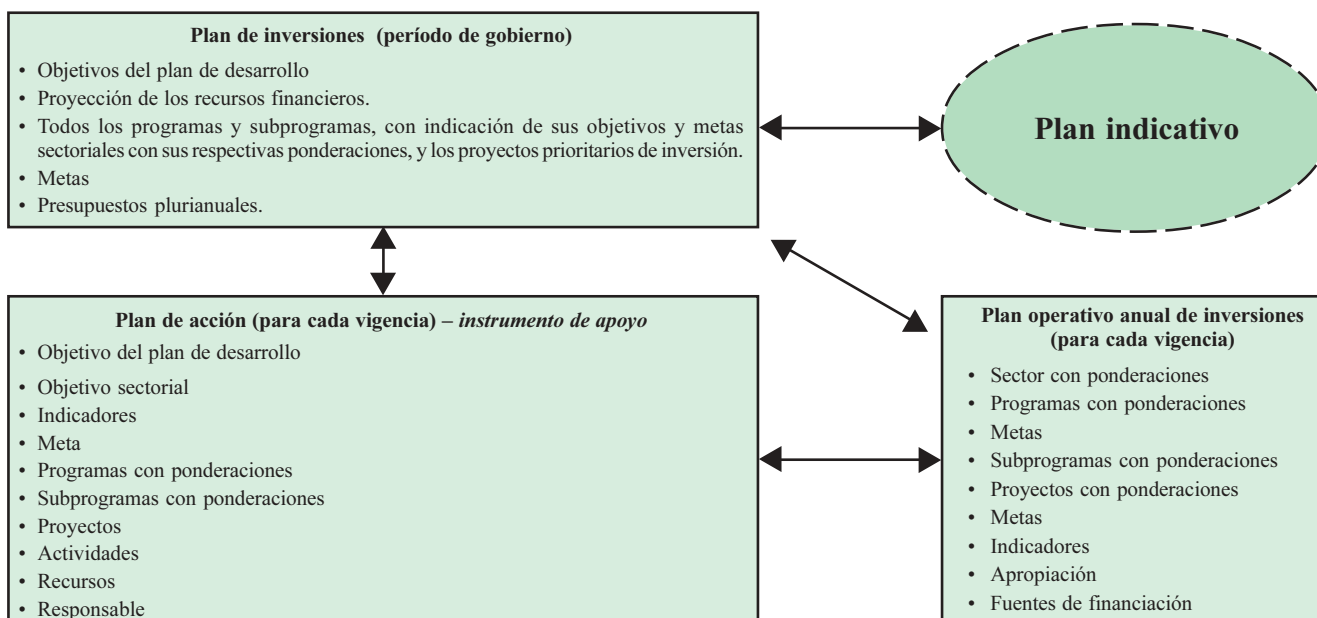 Plan de inversiones (período de gobierno)
• Objetivos del plan de desarrollo
• Proyección de los recursos financieros.
• Todos los programas y subprogramas, con indicación de sus objetivos y metas
sectoriales con sus respectivas ponderaciones, y los proyectos prioritarios de inversión.
• Metas
• Presupuestos plurianuales.
Plan indicativo
Plan de acción (para cada vigencia) – instrumento de apoyo
• Objetivo del plan de desarrollo
• Objetivo sectorial
• Indicadores
• Meta
• Programas con ponderaciones
• Subprogramas con ponderaciones
• Proyectos
• Actividades
• Recursos
• Responsable
Plan operativo anual de inversiones
(para cada vigencia)
• Sector con ponderaciones
• Programas con ponderaciones
• Metas
• Subprogramas con ponderaciones
• Proyectos con ponderaciones
• Metas
• Indicadores
• Apropiación
• Fuentes de financiación